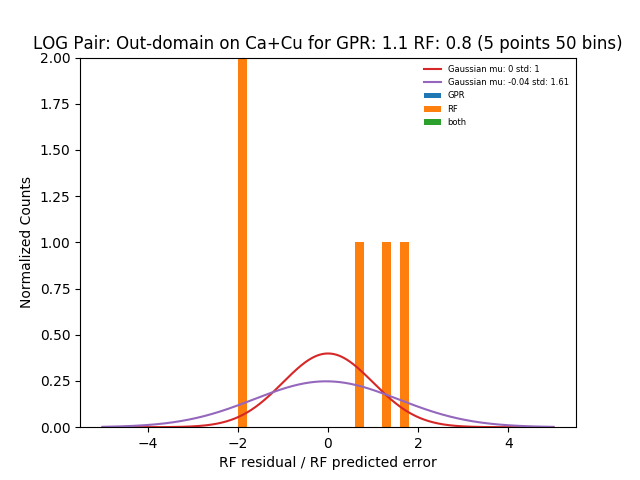 LOG Pair: Out-domain on Ca+Cu for GPR: 1.1 RF: 0.8 (5 points 50 bins)
Gaussian mu: 0 std: 1
Gaussian mu: -0.04 std: 1.61
GPR
RF
both
Normalized Counts
2.00
1.75
1.50
1.25
1.00
0.75
0.50
0.25
0.00
−4
−2
0
2
4
RF residual / RF predicted error